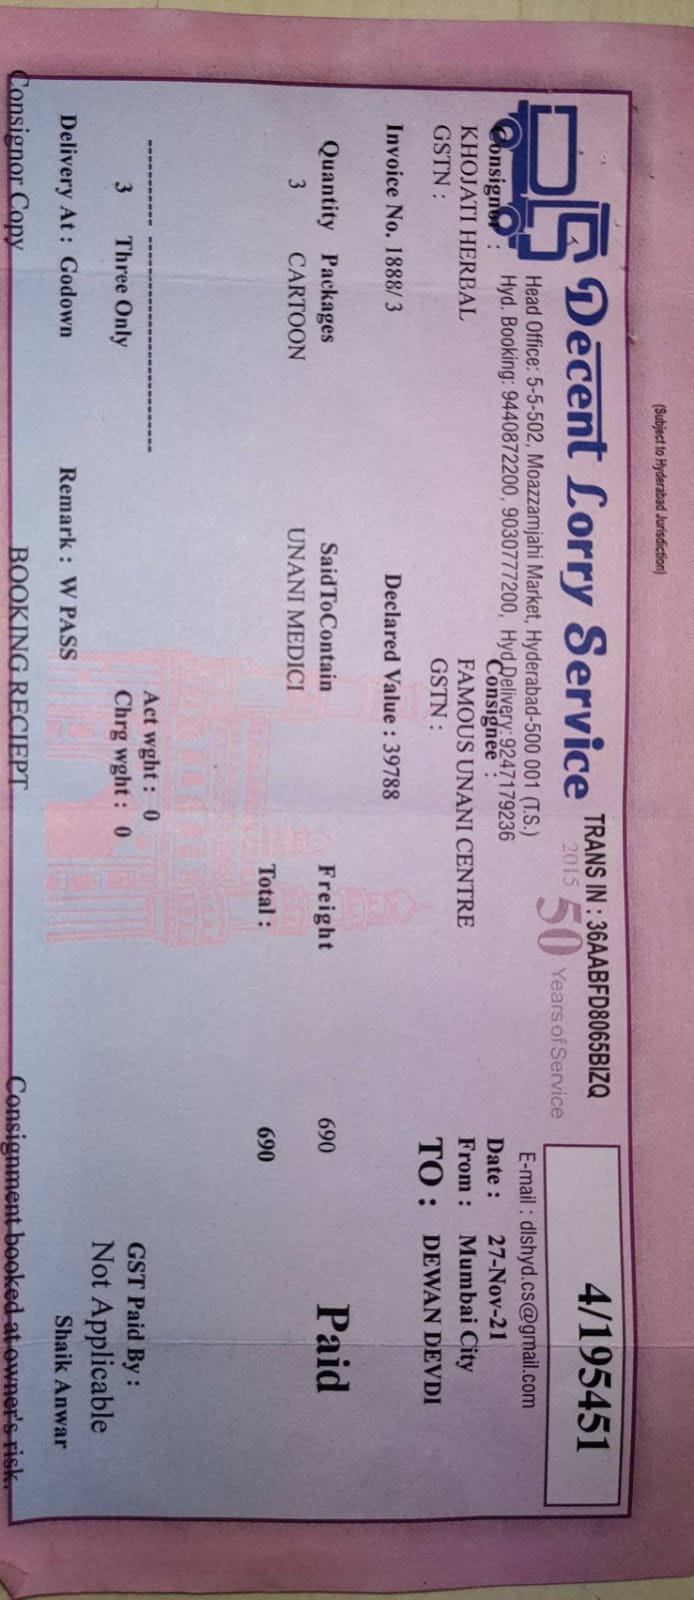 (Subject to Hyderabad Jurisdiction)
DLS Decent Lorry Service
TRANS IN : 36AABFD8065BIZQ
2015 50 Years of Service
4/195451
Head Office: 5-5-502, Moazzamjahi Market, Hyderabad-500 001 (T.S.)
E-mail : dlshyd.cs@gmail.com
Hyd. Booking: 9440872200, 9030777200, Hyd.Delivery: 9247179236
Consignor : Consignee : Date : 27-Nov-21
KHOJATI HERBAL FAMOUS UNANI CENTRE From : Mumbai City
GSTN : GSTN : TO : DEWAN DEVDI
Invoice No. 1888/ 3 Declared Value : 39788
Quantity Packages SaidToContain Freight 690 Paid
3 CARTOON UNANI MEDICI
Total : 690
---------- ----------------------
Act wght : 0 GST Paid By :
3 Three Only Chrg wght : 0 Not Applicable
Delivery At : Godown Remark : W PASS Shaik Anwar
Consignor Copy BOOKING RECIEPT Consignment booked at owner's risk.